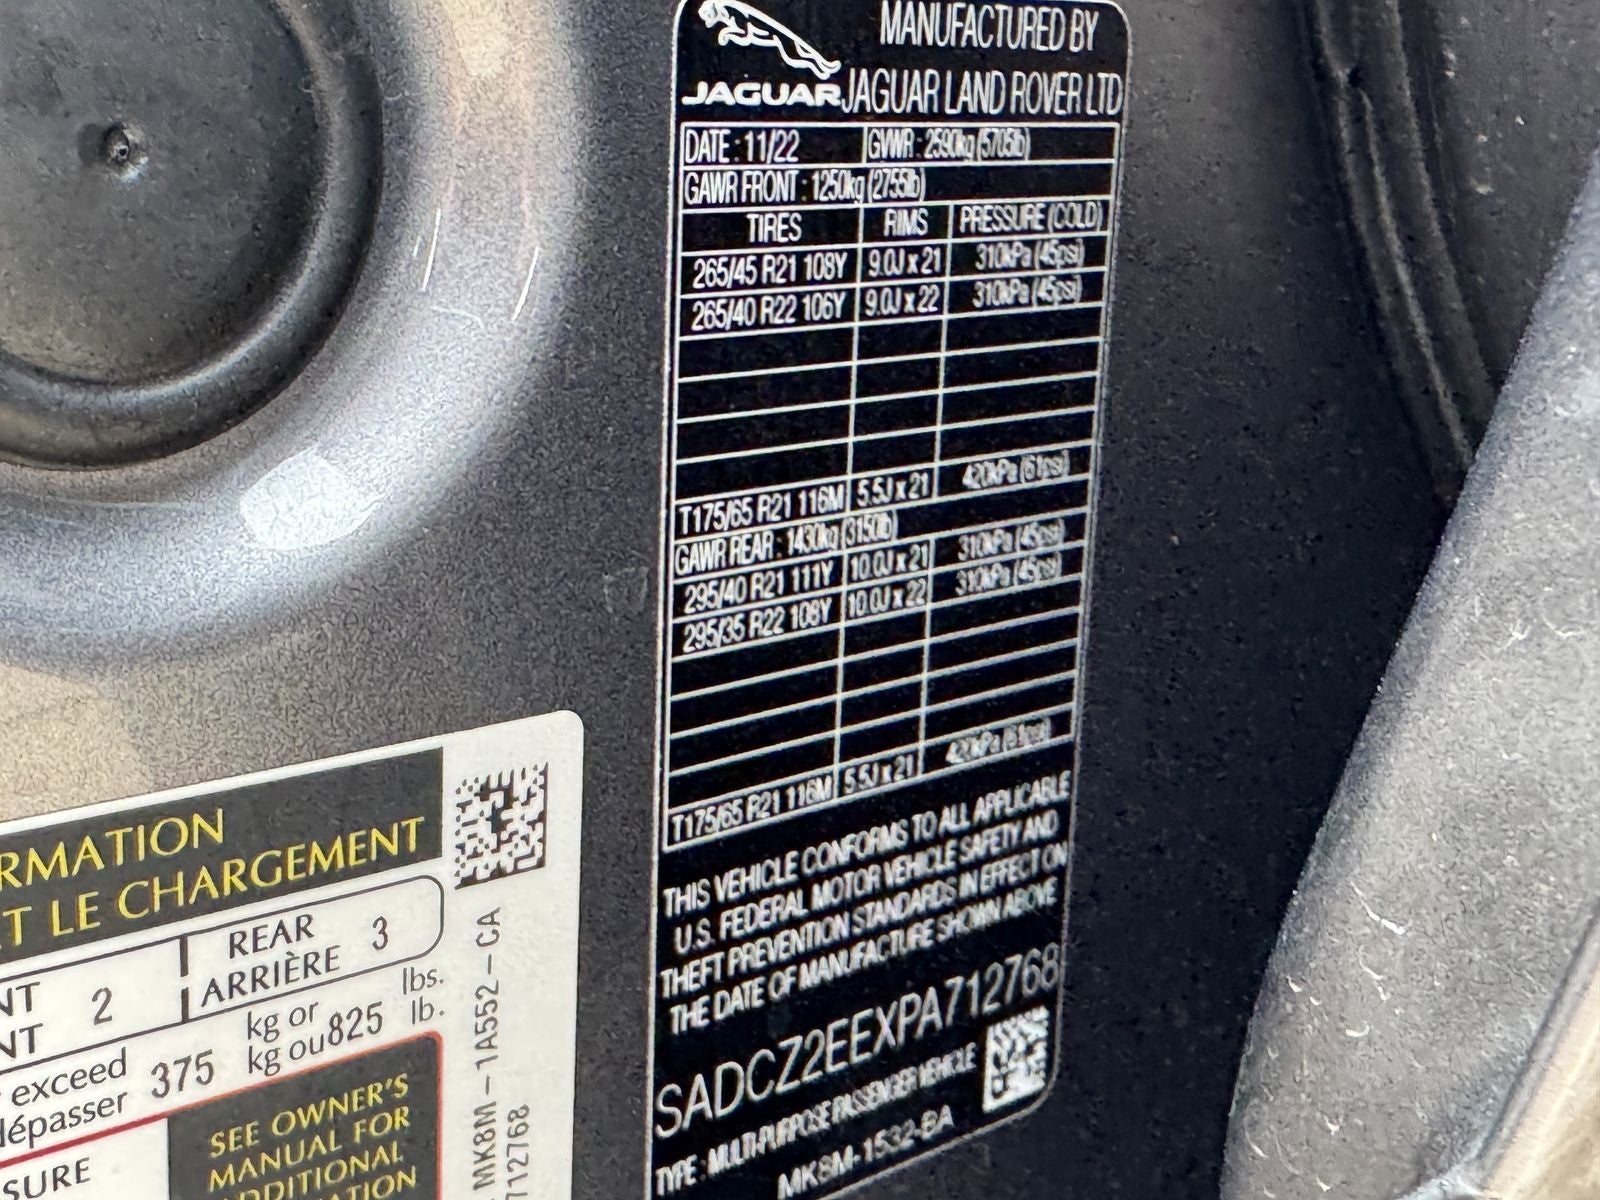 JAGUAR
MANUFACTURED BY
JAGUAR LAND ROVER LTD
DATE : 11/22 GVWR : 2590kg (5705lb)
GAWR FRONT : 1250kg (2755lb)
TIRES RIMS PRESSURE (COLD)
265/45 R21 108Y 9.0J x 21 310kPa (45psi)
265/40 R22 106Y 9.0J x 22 310kPa (45psi)
T175/65 R21 116M 5.5J x 21 420kPa (61psi)
GAWR REAR : 1430kg (3150lb)
295/40 R21 111Y 10.0J x 21 310kPa (45psi)
295/35 R22 108Y 10.0J x 22 310kPa (45psi)
T175/65 R21 116M 5.5J x 21 420kPa (61psi)
THIS VEHICLE CONFORMS TO ALL APPLICABLE
U.S. FEDERAL MOTOR VEHICLE SAFETY AND
THEFT PREVENTION STANDARDS IN EFFECT ON
THE DATE OF MANUFACTURE SHOWN ABOVE
SADCZ2EEXPA712768
TYPE : MULTI-PURPOSE PASSENGER VEHICLE
MK8M-1532-BA
RMATION
T LE CHARGEMENT
NT 2 REAR 3
NT ARRIÈRE
exceed 375 kg or 825 lbs.
dépasser kg ou lb.
SURE
SEE OWNER'S
MANUAL FOR
ADDITIONAL
MATION
MK8M-1A552-CA
712768